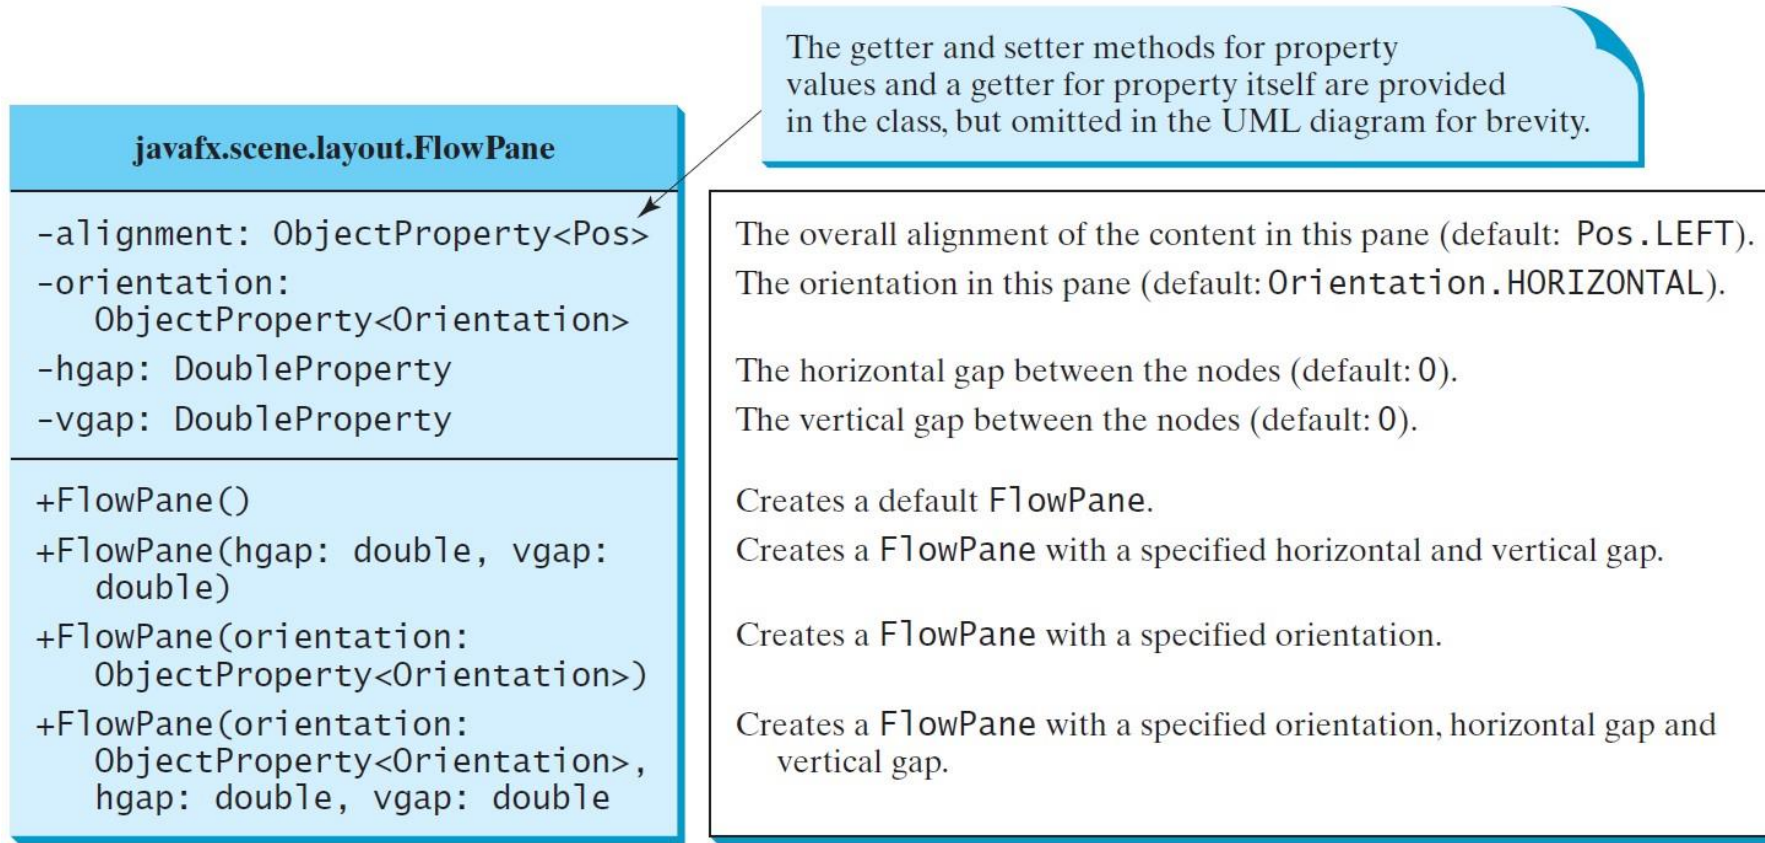 The getter and setter methods for property
values and a getter for property itself are provided
in the class, but omitted in the UML diagram for brevity.
javafx.scene.layout.FlowPane
-alignment: ObjectProperty<Pos>
The overall alignment of the content in this pane (default: Pos.LEFT).
-orientation:
ObjectProperty<Orientation>
The orientation in this pane (default: Orientation.HORIZONTAL).
-hgap: DoubleProperty
The horizontal gap between the nodes (default: 0).
-vgap: DoubleProperty
The vertical gap between the nodes (default: 0).
+FlowPane()
Creates a default FlowPane.
+FlowPane(hgap: double, vgap:
double)
Creates a FlowPane with a specified horizontal and vertical gap.
+FlowPane(orientation:
ObjectProperty<Orientation>)
Creates a FlowPane with a specified orientation.
+FlowPane(orientation:
ObjectProperty<Orientation>,
hgap: double, vgap: double
Creates a FlowPane with a specified orientation, horizontal gap and
vertical gap.